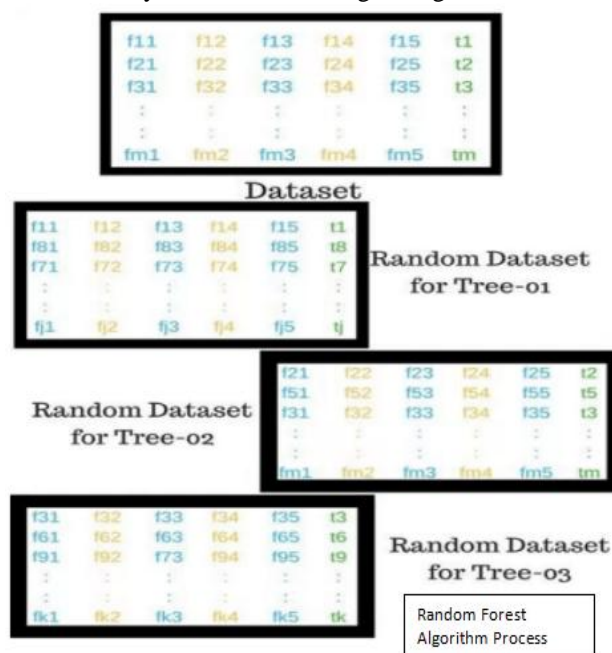 f11 f12 f13 f14 f15 t1
f21 f22 f23 f24 f25 t2
f31 f32 f33 f34 f35 t3
: : : : : :
: : : : : :
fm1 fm2 fm3 fm4 fm5 tm
Dataset
f11 f12 f13 f14 f15 t1
f81 f82 f83 f84 f85 t8
f71 f72 f73 f74 f75 t7
: : : : : :
: : : : : :
fj1 fj2 fj3 fj4 fj5 tj
Random Dataset
for Tree-01
f21 f22 f23 f24 f25 t2
f51 f52 f53 f54 f55 t5
f31 f32 f33 f34 f35 t3
: : : : : :
: : : : : :
fm1 fm2 fm3 fm4 fm5 tm
Random Dataset
for Tree-02
f31 f32 f33 f34 f35 t3
f61 f62 f63 f64 f65 t6
f91 f92 f73 f94 f95 t9
: : : : : :
: : : : : :
fk1 fk2 fk3 fk4 fk5 tk
Random Dataset
for Tree-03
Random Forest
Algorithm Process